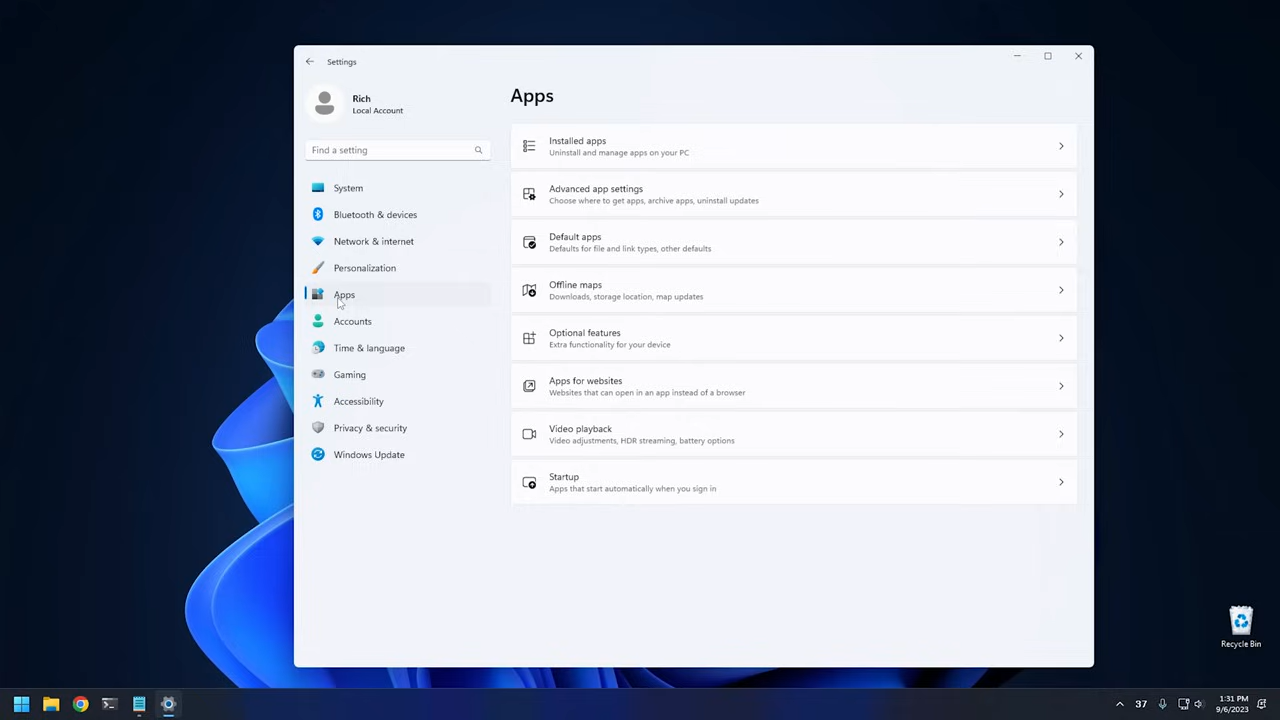 Settings
Rich
Local Account
Find a setting
System
Bluetooth & devices
Network & internet
Personalization
Apps
Accounts
Time & language
Gaming
Accessibility
Privacy & security
Windows Update
Apps
Installed apps
Uninstall and manage apps on your PC
Advanced app settings
Choose where to get apps, archive apps, uninstall updates
Default apps
Defaults for file and link types, other defaults
Offline maps
Downloads, storage location, map updates
Optional features
Extra functionality for your device
Apps for websites
Websites that can open in an app instead of a browser
Video playback
Video adjustments, HDR streaming, battery options
Startup
Apps that start automatically when you sign in
Recycle Bin
37
1:31 PM
9/6/2023